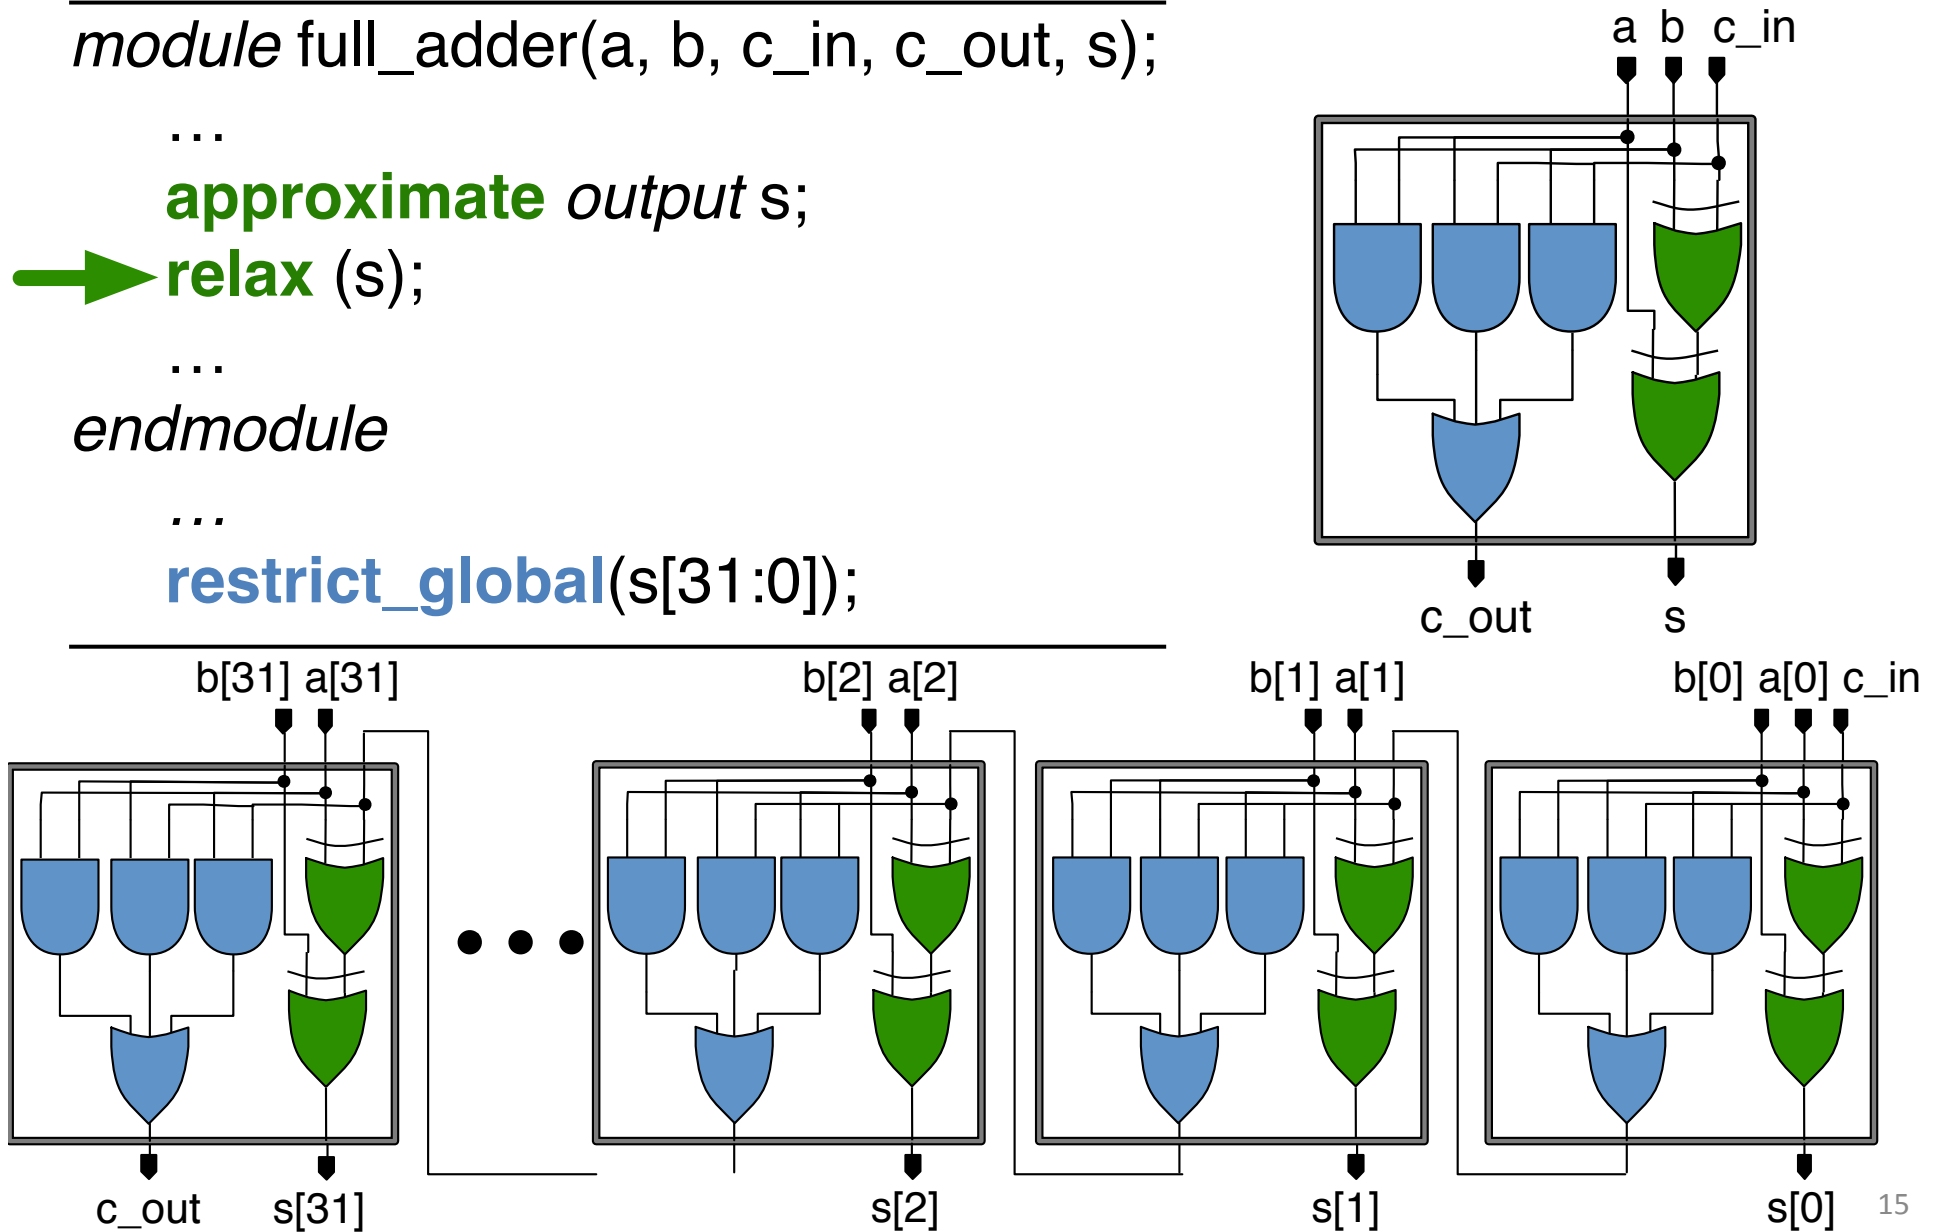 module full_adder(a, b, c_in, c_out, s);
…
approximate output s;
relax (s);
…
endmodule
…
restrict_global(s[31:0]);
a b c_in
c_out s
b[31] a[31] b[2] a[2] b[1] a[1] b[0] a[0] c_in
c_out s[31] s[2] s[1] s[0]
15